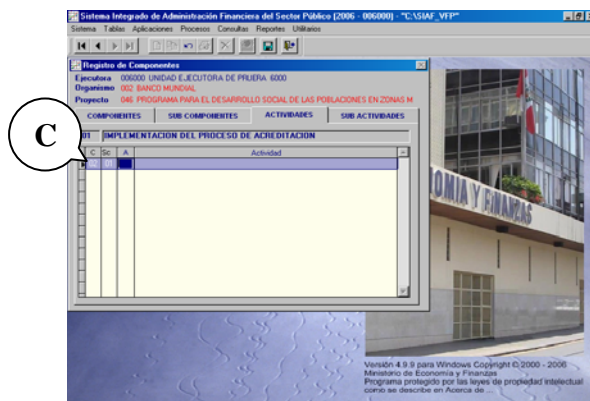 Sistema Integrado de Administración Financiera del Sector Público [2006 - 006000] - "C:\SIAF_VFP"
Sistema Tablas Aplicaciones Procesos Consultas Reportes Utilitarios
Registro de Componentes
Ejecutora 006000 UNIDAD EJECUTORA DE PRUEBA 6000
Organismo 002 BANCO MUNDIAL
Proyecto 046 PROGRAMA PARA EL DESARROLLO SOCIAL DE LAS POBLACIONES EN ZONAS M
COMPONENTES SUB COMPONENTES ACTIVIDADES SUB ACTIVIDADES
C
01 IMPLEMENTACION DEL PROCESO DE ACREDITACION
C Sc A Actividad
02 01
OMIA Y FINANZAS
Versión 4.9.9 para Windows Copyright © 2000 - 2006
Ministerio de Economía y Finanzas
Programa protegido por las leyes de propiedad intelectual
como se describe en Acerca de ...